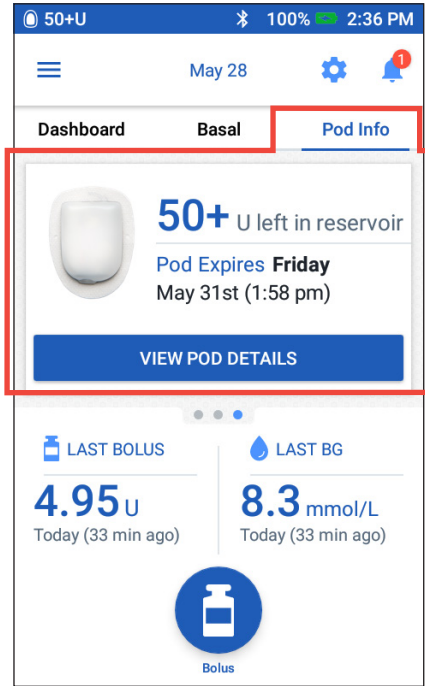 50+U 100% 2:36 PM
May 28 1
Dashboard Basal Pod Info
50+ U left in reservoir
Pod Expires Friday
May 31st (1:58 pm)
VIEW POD DETAILS
LAST BOLUS LAST BG
4.95 U 8.3 mmol/L
Today (33 min ago) Today (33 min ago)
Bolus